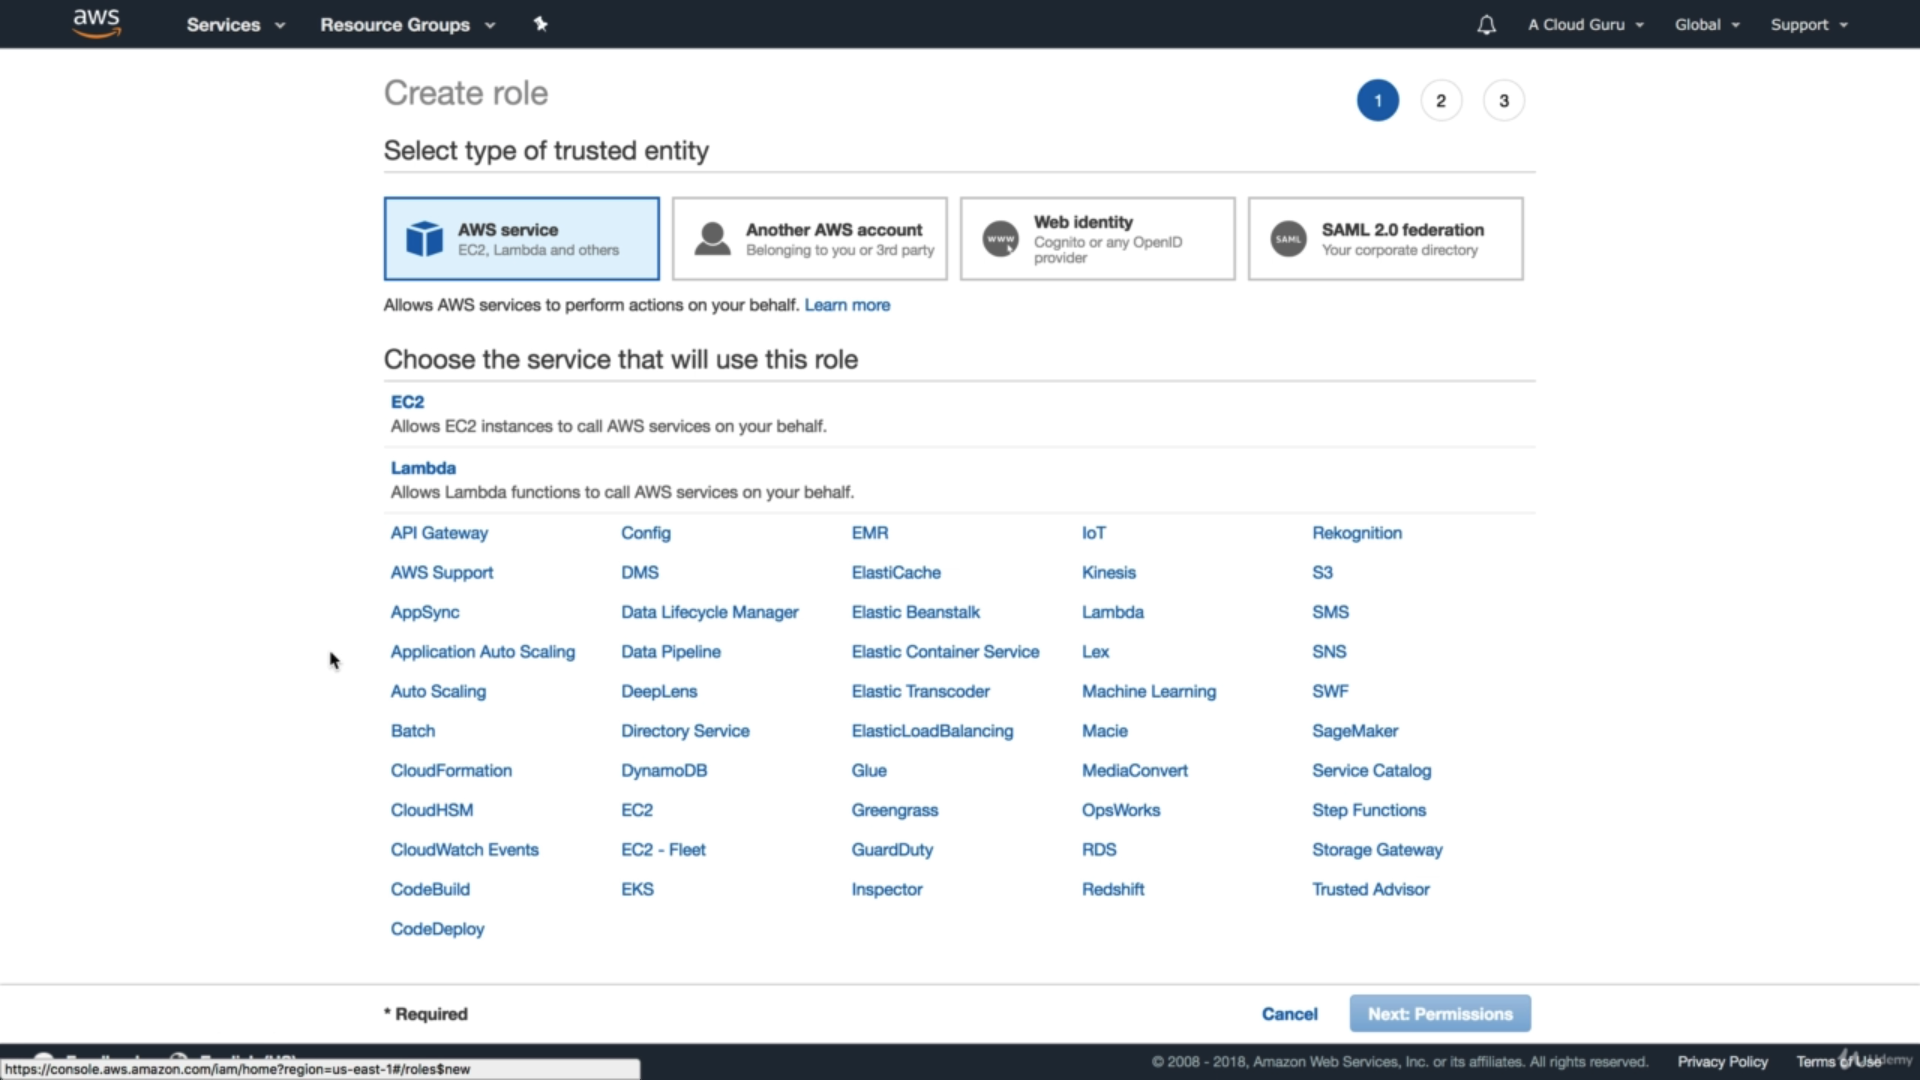 aws Services Resource Groups A Cloud Guru Global Support
Create role 1 2 3
Select type of trusted entity
AWS service
EC2, Lambda and others
Another AWS account
Belonging to you or 3rd party
www
Web identity
Cognito or any OpenID
provider
SAML
SAML 2.0 federation
Your corporate directory
Allows AWS services to perform actions on your behalf. Learn more
Choose the service that will use this role
EC2
Allows EC2 instances to call AWS services on your behalf.
Lambda
Allows Lambda functions to call AWS services on your behalf.
API Gateway Config EMR IoT Rekognition
AWS Support DMS ElastiCache Kinesis S3
AppSync Data Lifecycle Manager Elastic Beanstalk Lambda SMS
Application Auto Scaling Data Pipeline Elastic Container Service Lex SNS
Auto Scaling DeepLens Elastic Transcoder Machine Learning SWF
Batch Directory Service ElasticLoadBalancing Macie SageMaker
CloudFormation DynamoDB Glue MediaConvert Service Catalog
CloudHSM EC2 Greengrass OpsWorks Step Functions
CloudWatch Events EC2 - Fleet GuardDuty RDS Storage Gateway
CodeBuild EKS Inspector Redshift Trusted Advisor
CodeDeploy
* Required Cancel Next: Permissions
© 2008 - 2018, Amazon Web Services, Inc. or its affiliates. All rights reserved. Privacy Policy Terms of Use
https://console.aws.amazon.com/iam/home?region=us-east-1#/roles$new